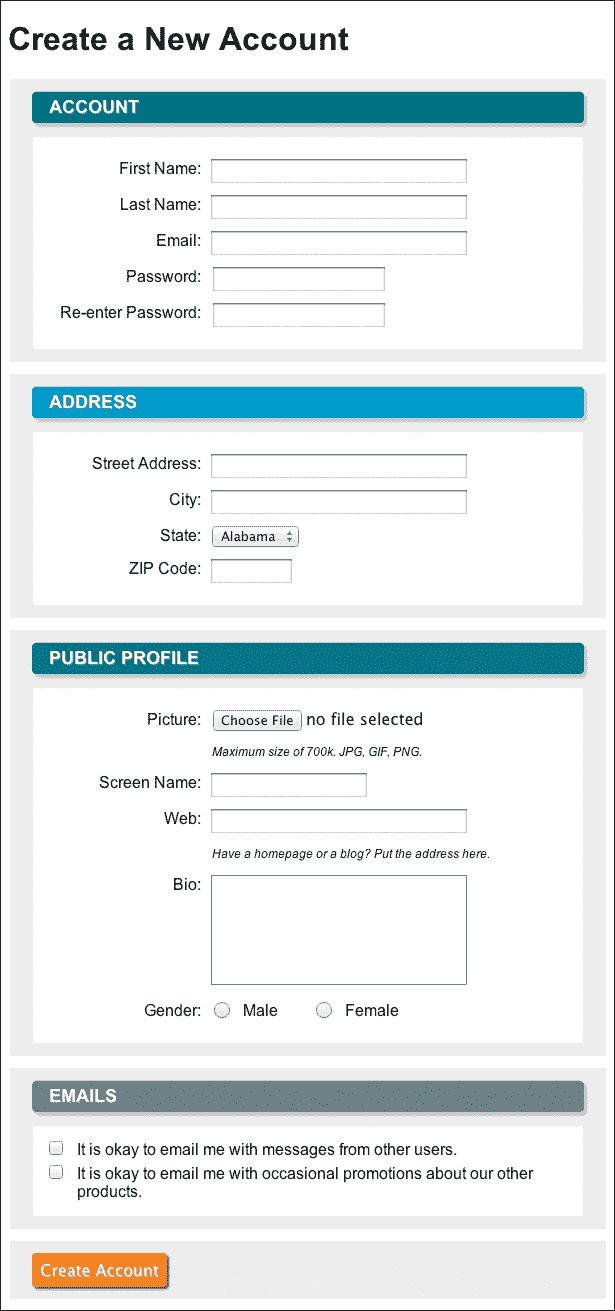 Create a New Account
ACCOUNT
First Name:
Last Name:
Email:
Password:
Re-enter Password:
ADDRESS
Street Address:
City:
State: Alabama
ZIP Code:
PUBLIC PROFILE
Picture: Choose File no file selected
Maximum size of 700k. JPG, GIF, PNG.
Screen Name:
Web:
Have a homepage or a blog? Put the address here.
Bio:
Gender: Male Female
EMAILS
It is okay to email me with messages from other users.
It is okay to email me with occasional promotions about our other
products.
Create Account